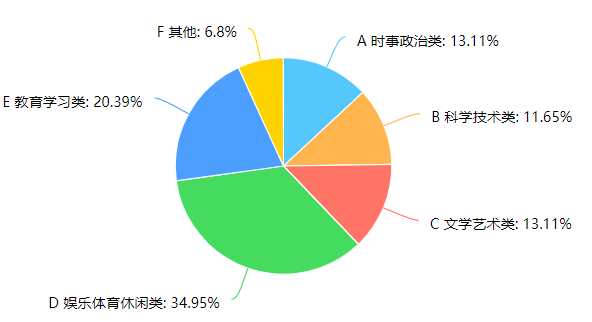 F 其他: 6.8%
A 时事政治类: 13.11%
E 教育学习类: 20.39%
B 科学技术类: 11.65%
C 文学艺术类: 13.11%
D 娱乐体育休闲类: 34.95%